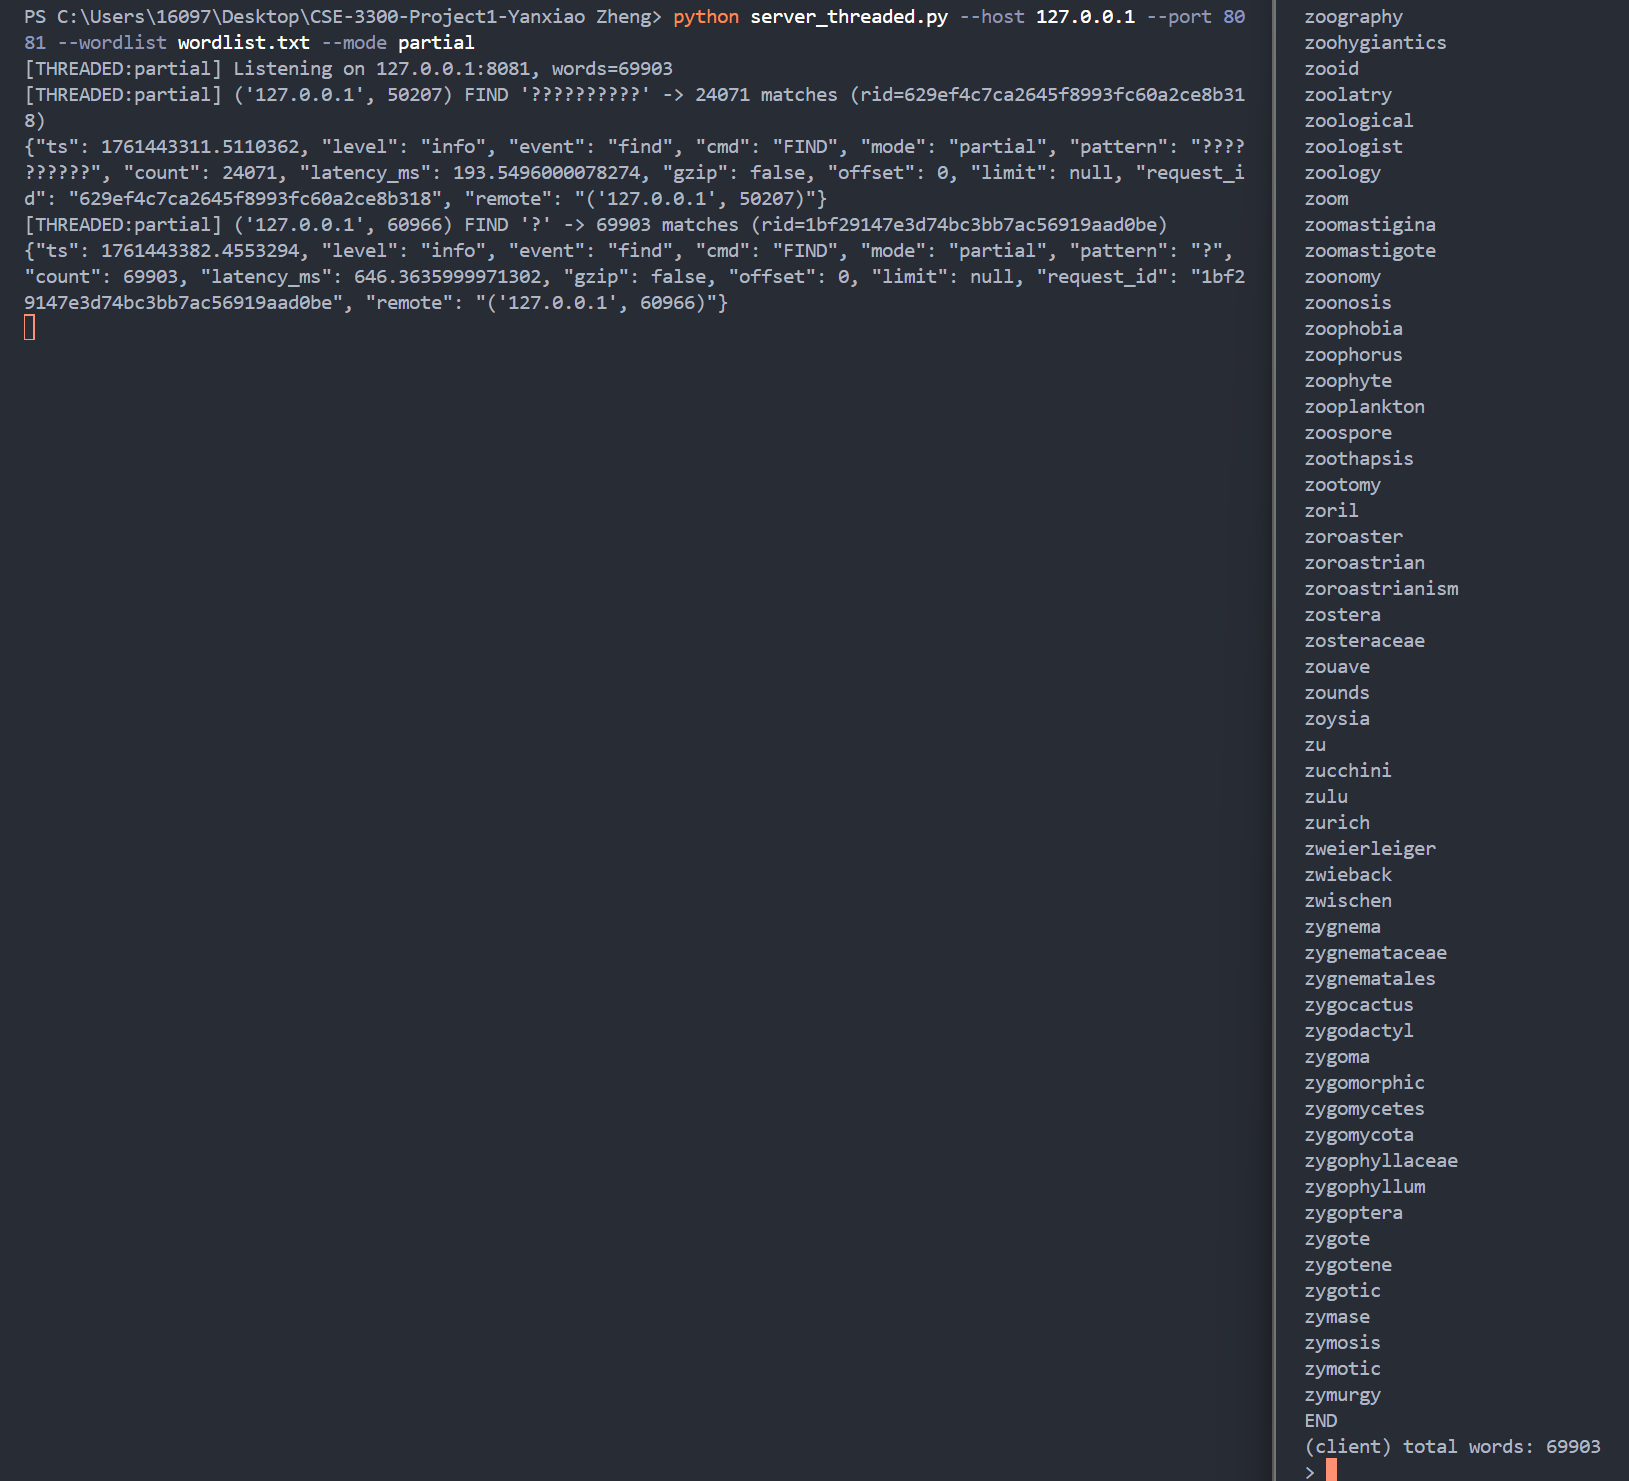 PS C:\Users\16097\Desktop\CSE-3300-Project1-Yanxiao Zheng> python server_threaded.py --host 127.0.0.1 --port 80
81 --wordlist wordlist.txt --mode partial
[THREADED:partial] Listening on 127.0.0.1:8081, words=69903
[THREADED:partial] ('127.0.0.1', 50207) FIND '??????????' -> 24071 matches (rid=629ef4c7ca2645f8993fc60a2ce8b31
8)
{"ts": 1761443311.5110362, "level": "info", "event": "find", "cmd": "FIND", "mode": "partial", "pattern": "????
??????", "count": 24071, "latency_ms": 193.5496000078274, "gzip": false, "offset": 0, "limit": null, "request_i
d": "629ef4c7ca2645f8993fc60a2ce8b318", "remote": "('127.0.0.1', 50207)"}
[THREADED:partial] ('127.0.0.1', 60966) FIND '?' -> 69903 matches (rid=1bf29147e3d74bc3bb7ac56919aad0be)
{"ts": 1761443382.4553294, "level": "info", "event": "find", "cmd": "FIND", "mode": "partial", "pattern": "?",
"count": 69903, "latency_ms": 646.3635999971302, "gzip": false, "offset": 0, "limit": null, "request_id": "1bf2
9147e3d74bc3bb7ac56919aad0be", "remote": "('127.0.0.1', 60966)"}
zoography
zoohygiantics
zooid
zoolatry
zoological
zoologist
zoology
zoom
zoomastigina
zoomastigote
zoonomy
zoonosis
zoophobia
zoophorus
zoophyte
zooplankton
zoospore
zoothapsis
zootomy
zoril
zoroaster
zoroastrian
zoroastrianism
zostera
zosteraceae
zouave
zounds
zoysia
zu
zucchini
zulu
zurich
zweierleiger
zwieback
zwischen
zygnema
zygnemataceae
zygnematales
zygocactus
zygodactyl
zygoma
zygomorphic
zygomycetes
zygomycota
zygophyllaceae
zygophyllum
zygoptera
zygote
zygotene
zygotic
zymase
zymosis
zymotic
zymurgy
END
(client) total words: 69903
>